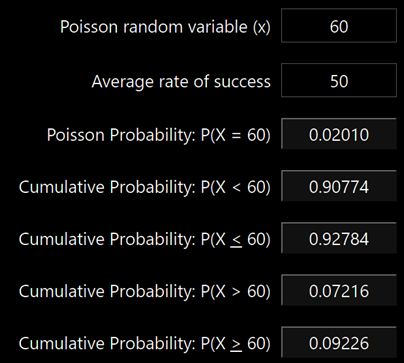 Poisson random variable (x) 60
Average rate of success 50
Poisson Probability: P(X = 60) 0.02010
Cumulative Probability: P(X < 60) 0.90774
Cumulative Probability: P(X ≤ 60) 0.92784
Cumulative Probability: P(X > 60) 0.07216
Cumulative Probability: P(X ≥ 60) 0.09226